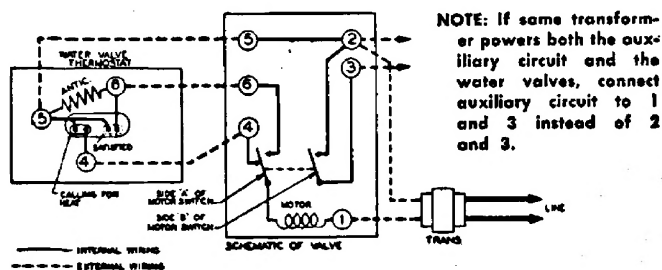 NOTE: If same transform-
er powers both the aux-
iliary circuit and the
water valves, connect
auxiliary circuit to 1
and 3 instead of 2
and 3.
WATER VALVE
THERMOSTAT
ANTIC.
6
5
SATISFIED
4
CALLING FOR
HEAT
5
2
3
6
4
SIDE "A" OF
MOTOR SWITCH
SIDE "B" OF
MOTOR SWITCH
MOTOR
1
SCHEMATIC OF VALVE
TRANS.
LINE
INTERNAL WIRING
EXTERNAL WIRING